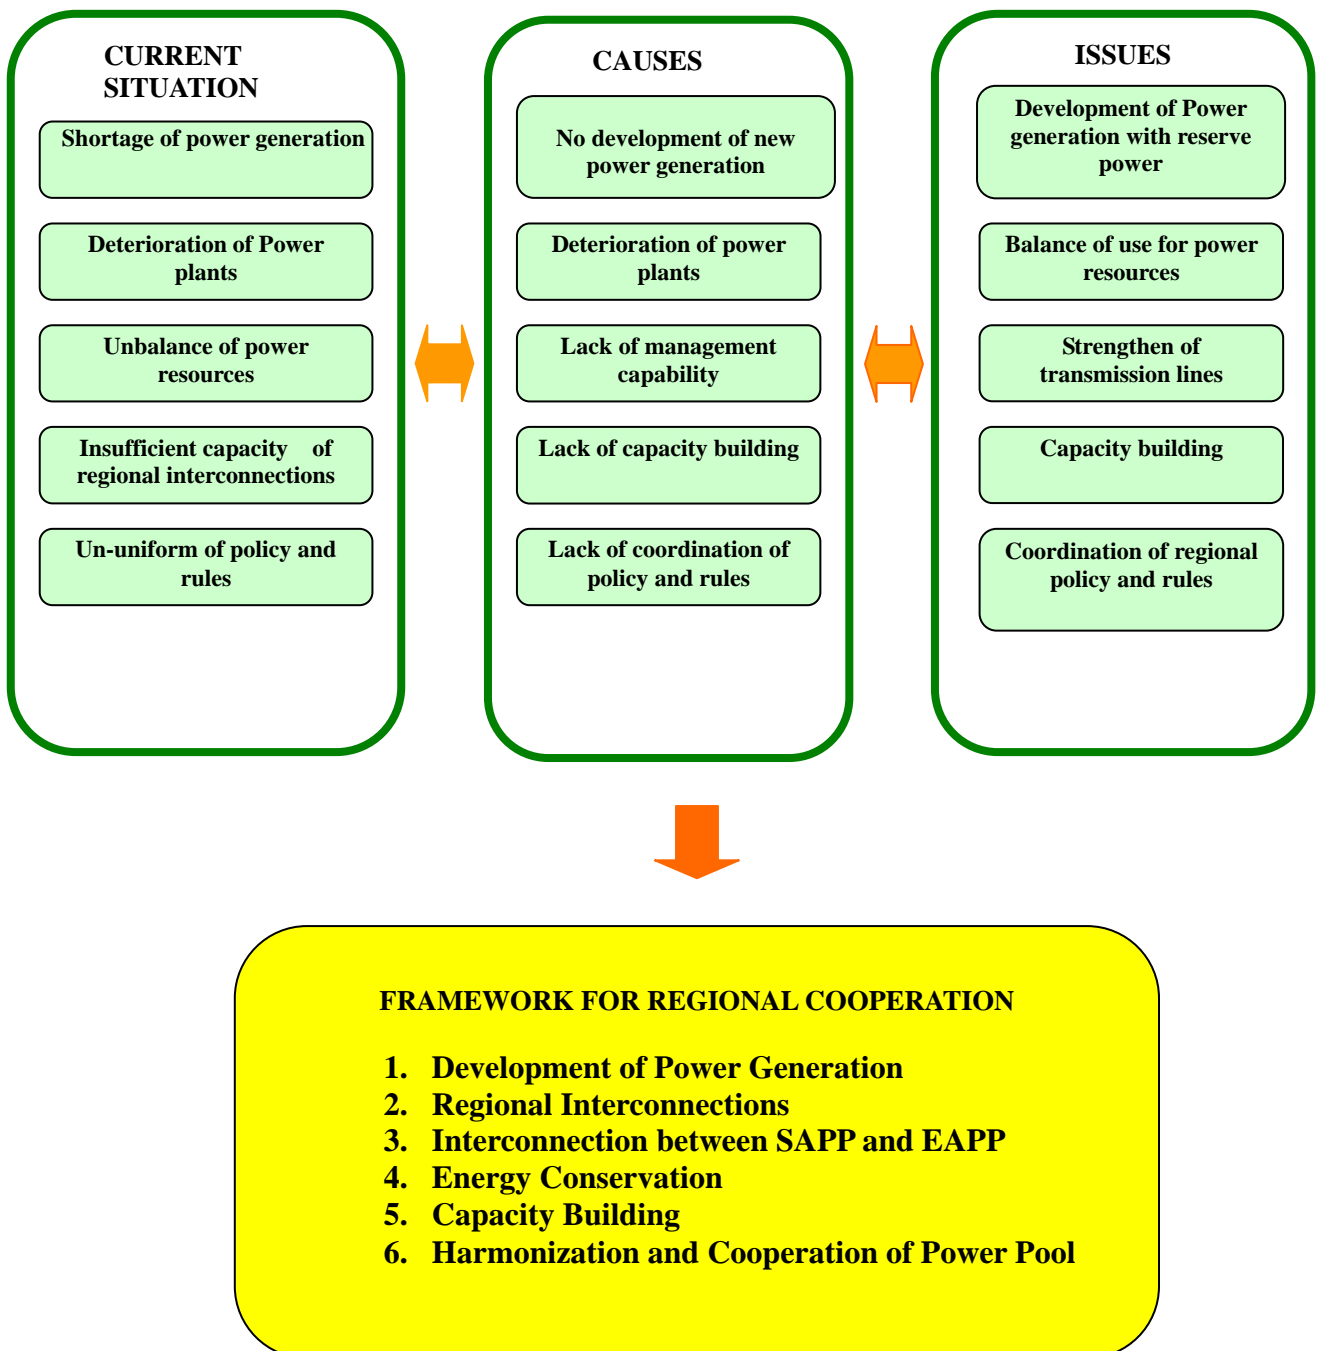 CURRENT
SITUATION
Shortage of power generation
Deterioration of Power
plants
Unbalance of power
resources
Insufficient capacity of
regional interconnections
Un-uniform of policy and
rules
CAUSES
No development of new
power generation
Deterioration of power
plants
Lack of management
capability
Lack of capacity building
Lack of coordination of
policy and rules
ISSUES
Development of Power
generation with reserve
power
Balance of use for power
resources
Strengthen of
transmission lines
Capacity building
Coordination of regional
policy and rules
FRAMEWORK FOR REGIONAL COOPERATION
1. Development of Power Generation
2. Regional Interconnections
3. Interconnection between SAPP and EAPP
4. Energy Conservation
5. Capacity Building
6. Harmonization and Cooperation of Power Pool